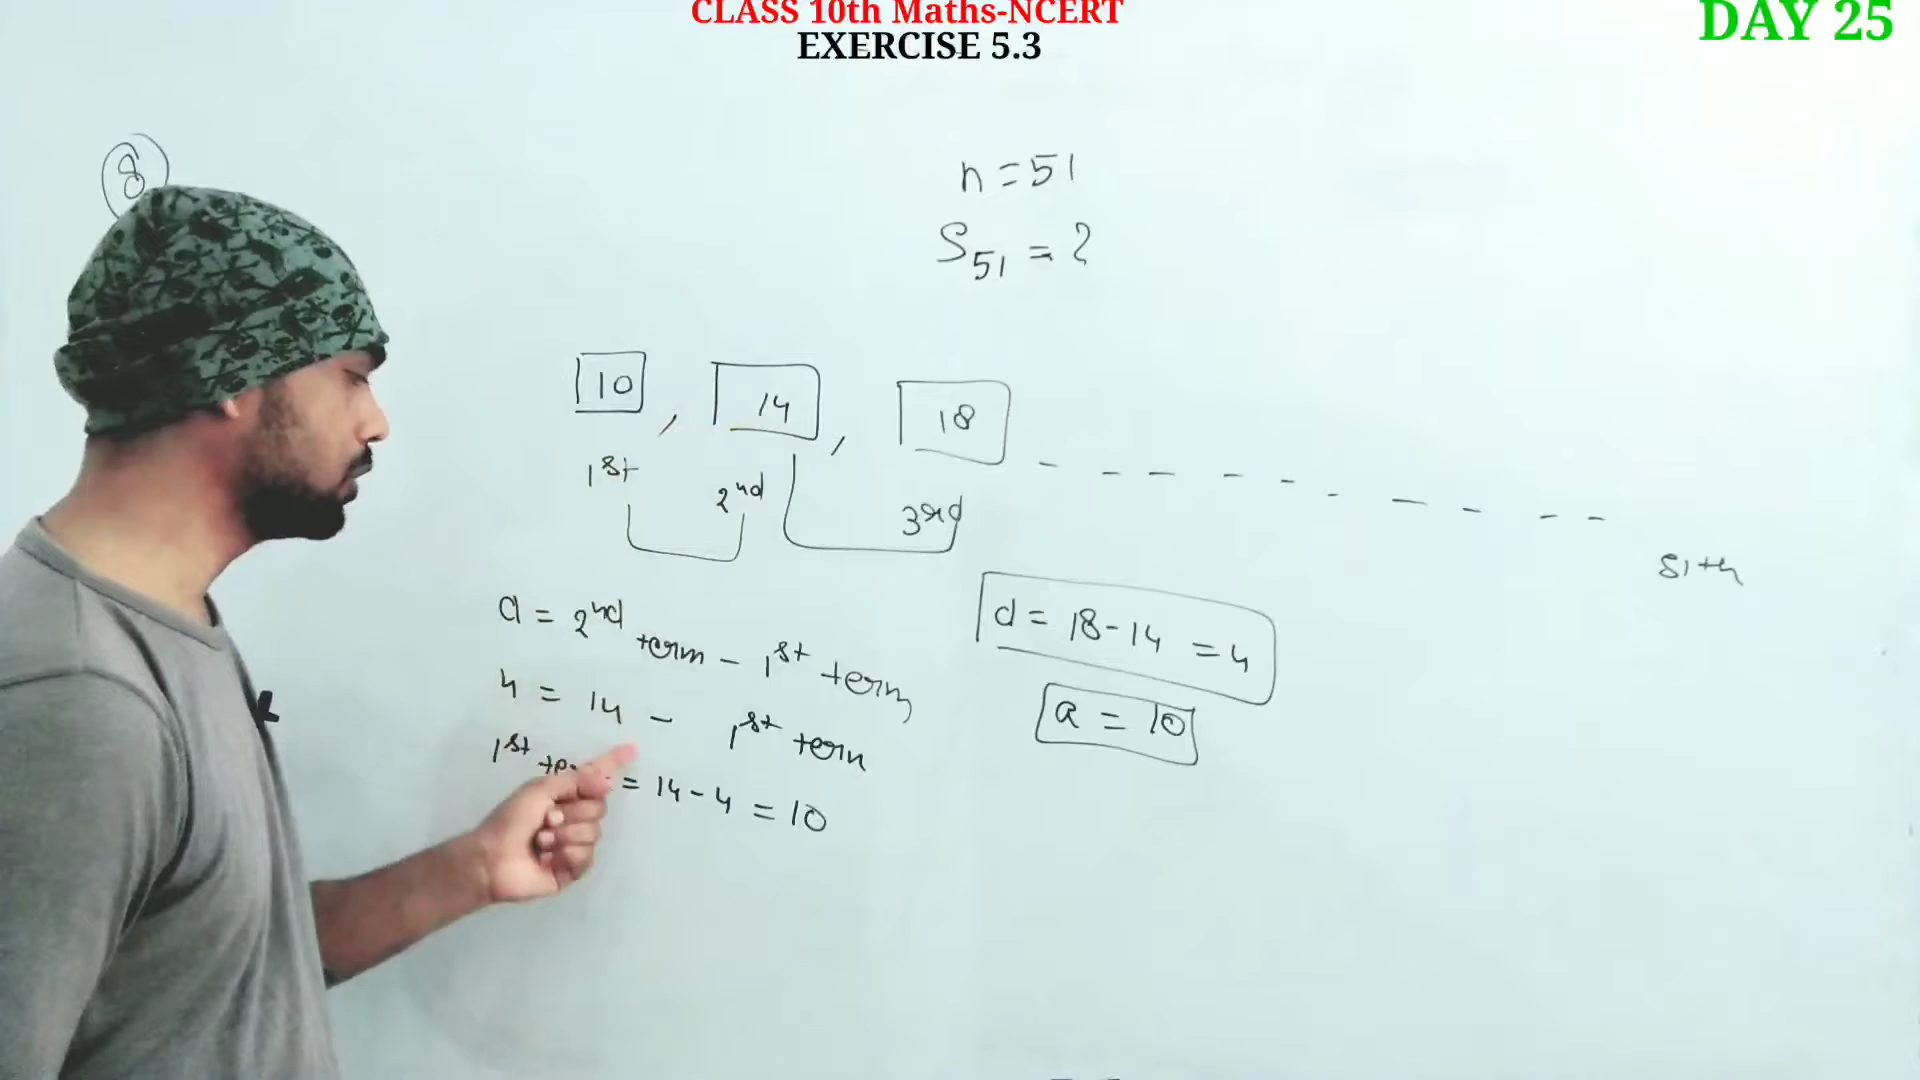 CLASS 10th Maths-NCERT
EXERCISE 5.3
DAY 25
8
n = 51
S51 = ?
10 , 14 , 18 - - - - - - - - - -
1st 2nd 3rd 51th
d = 2nd term - 1st term
4 = 14 - 1st term
1st = 14 - 4 = 10
d = 18 - 14 = 4
a = 10